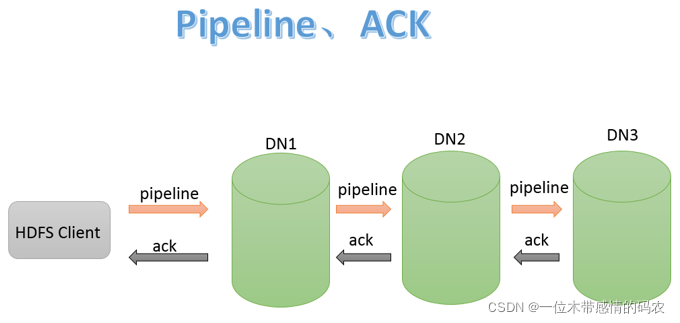 Pipeline、ACK
DN1
DN2
DN3
pipeline
pipeline
pipeline
HDFS Client
ack
ack
ack
CSDN @一位木带感情的码农